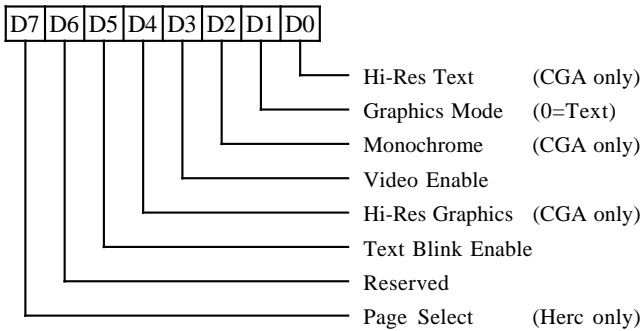 D7 D6 D5 D4 D3 D2 D1 D0
Hi-Res Text (CGA only)
Graphics Mode (0=Text)
Monochrome (CGA only)
Video Enable
Hi-Res Graphics (CGA only)
Text Blink Enable
Reserved
Page Select (Herc only)